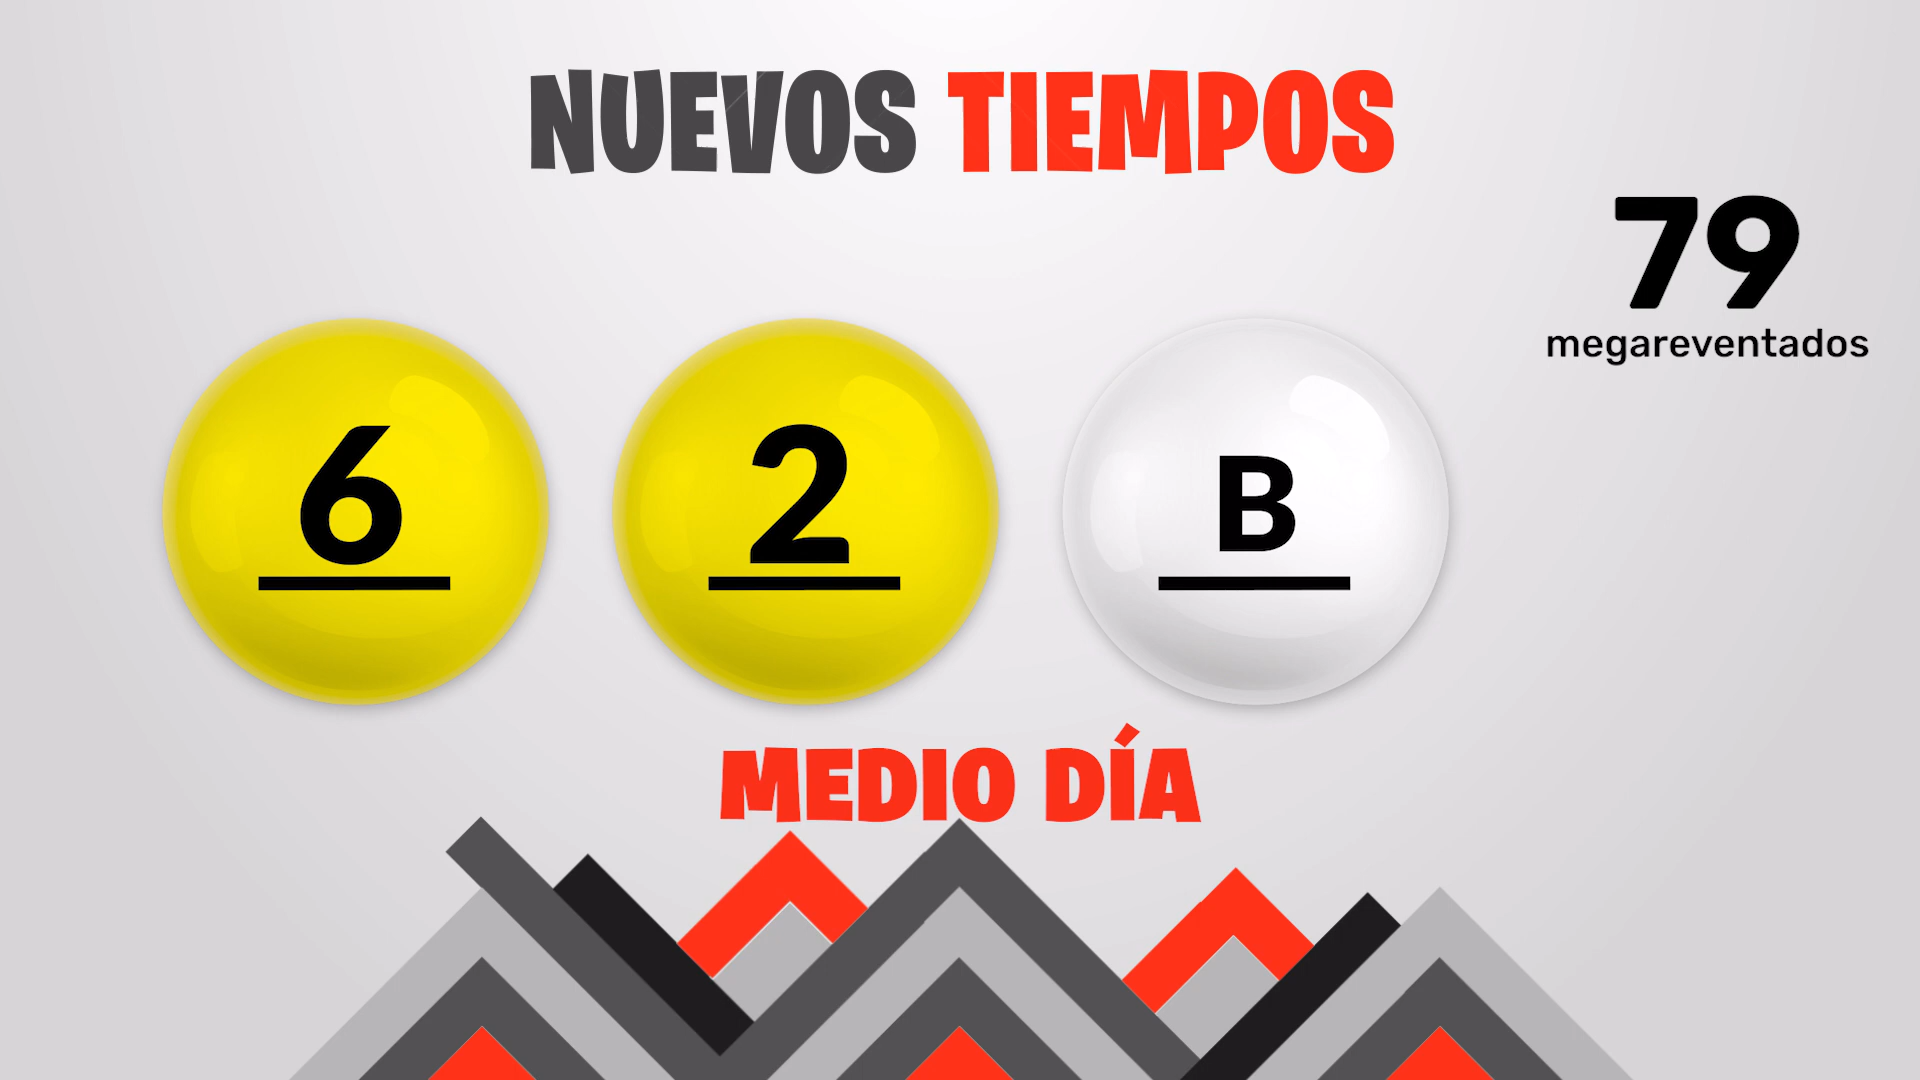 NUEVOS TIEMPOS
79
megareventados
6 2 B
MEDIO DÍA